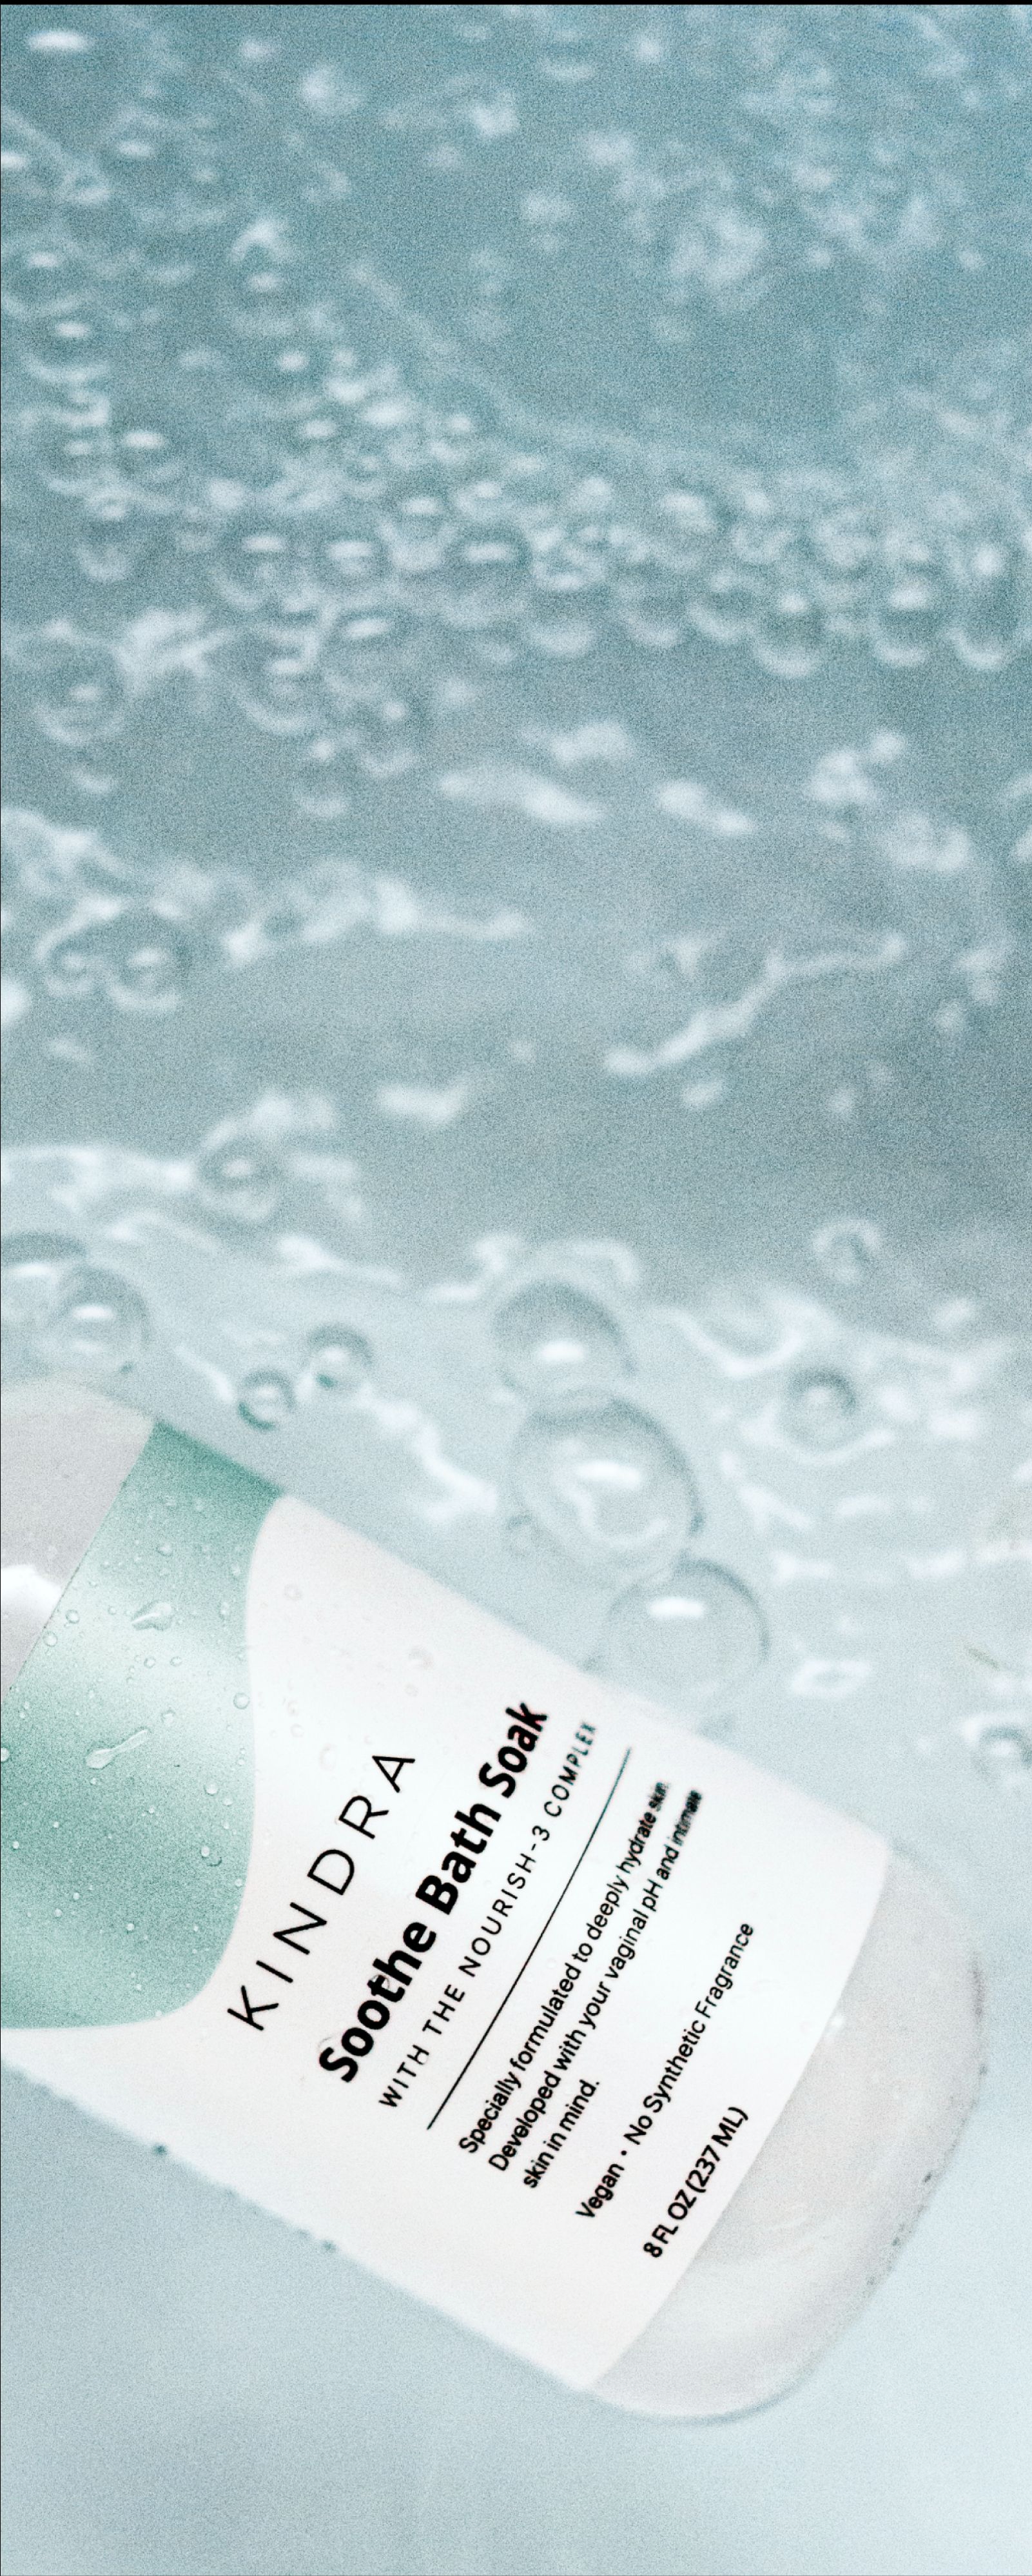 KINDRA
Soothe Bath Soak
WITH THE NOURISH-3 COMPLEX
Specially formulated to deeply hydrate skin
Developed with your vaginal pH and intimate
skin in mind.
Vegan • No Synthetic Fragrance
8 FL OZ (237 ML)